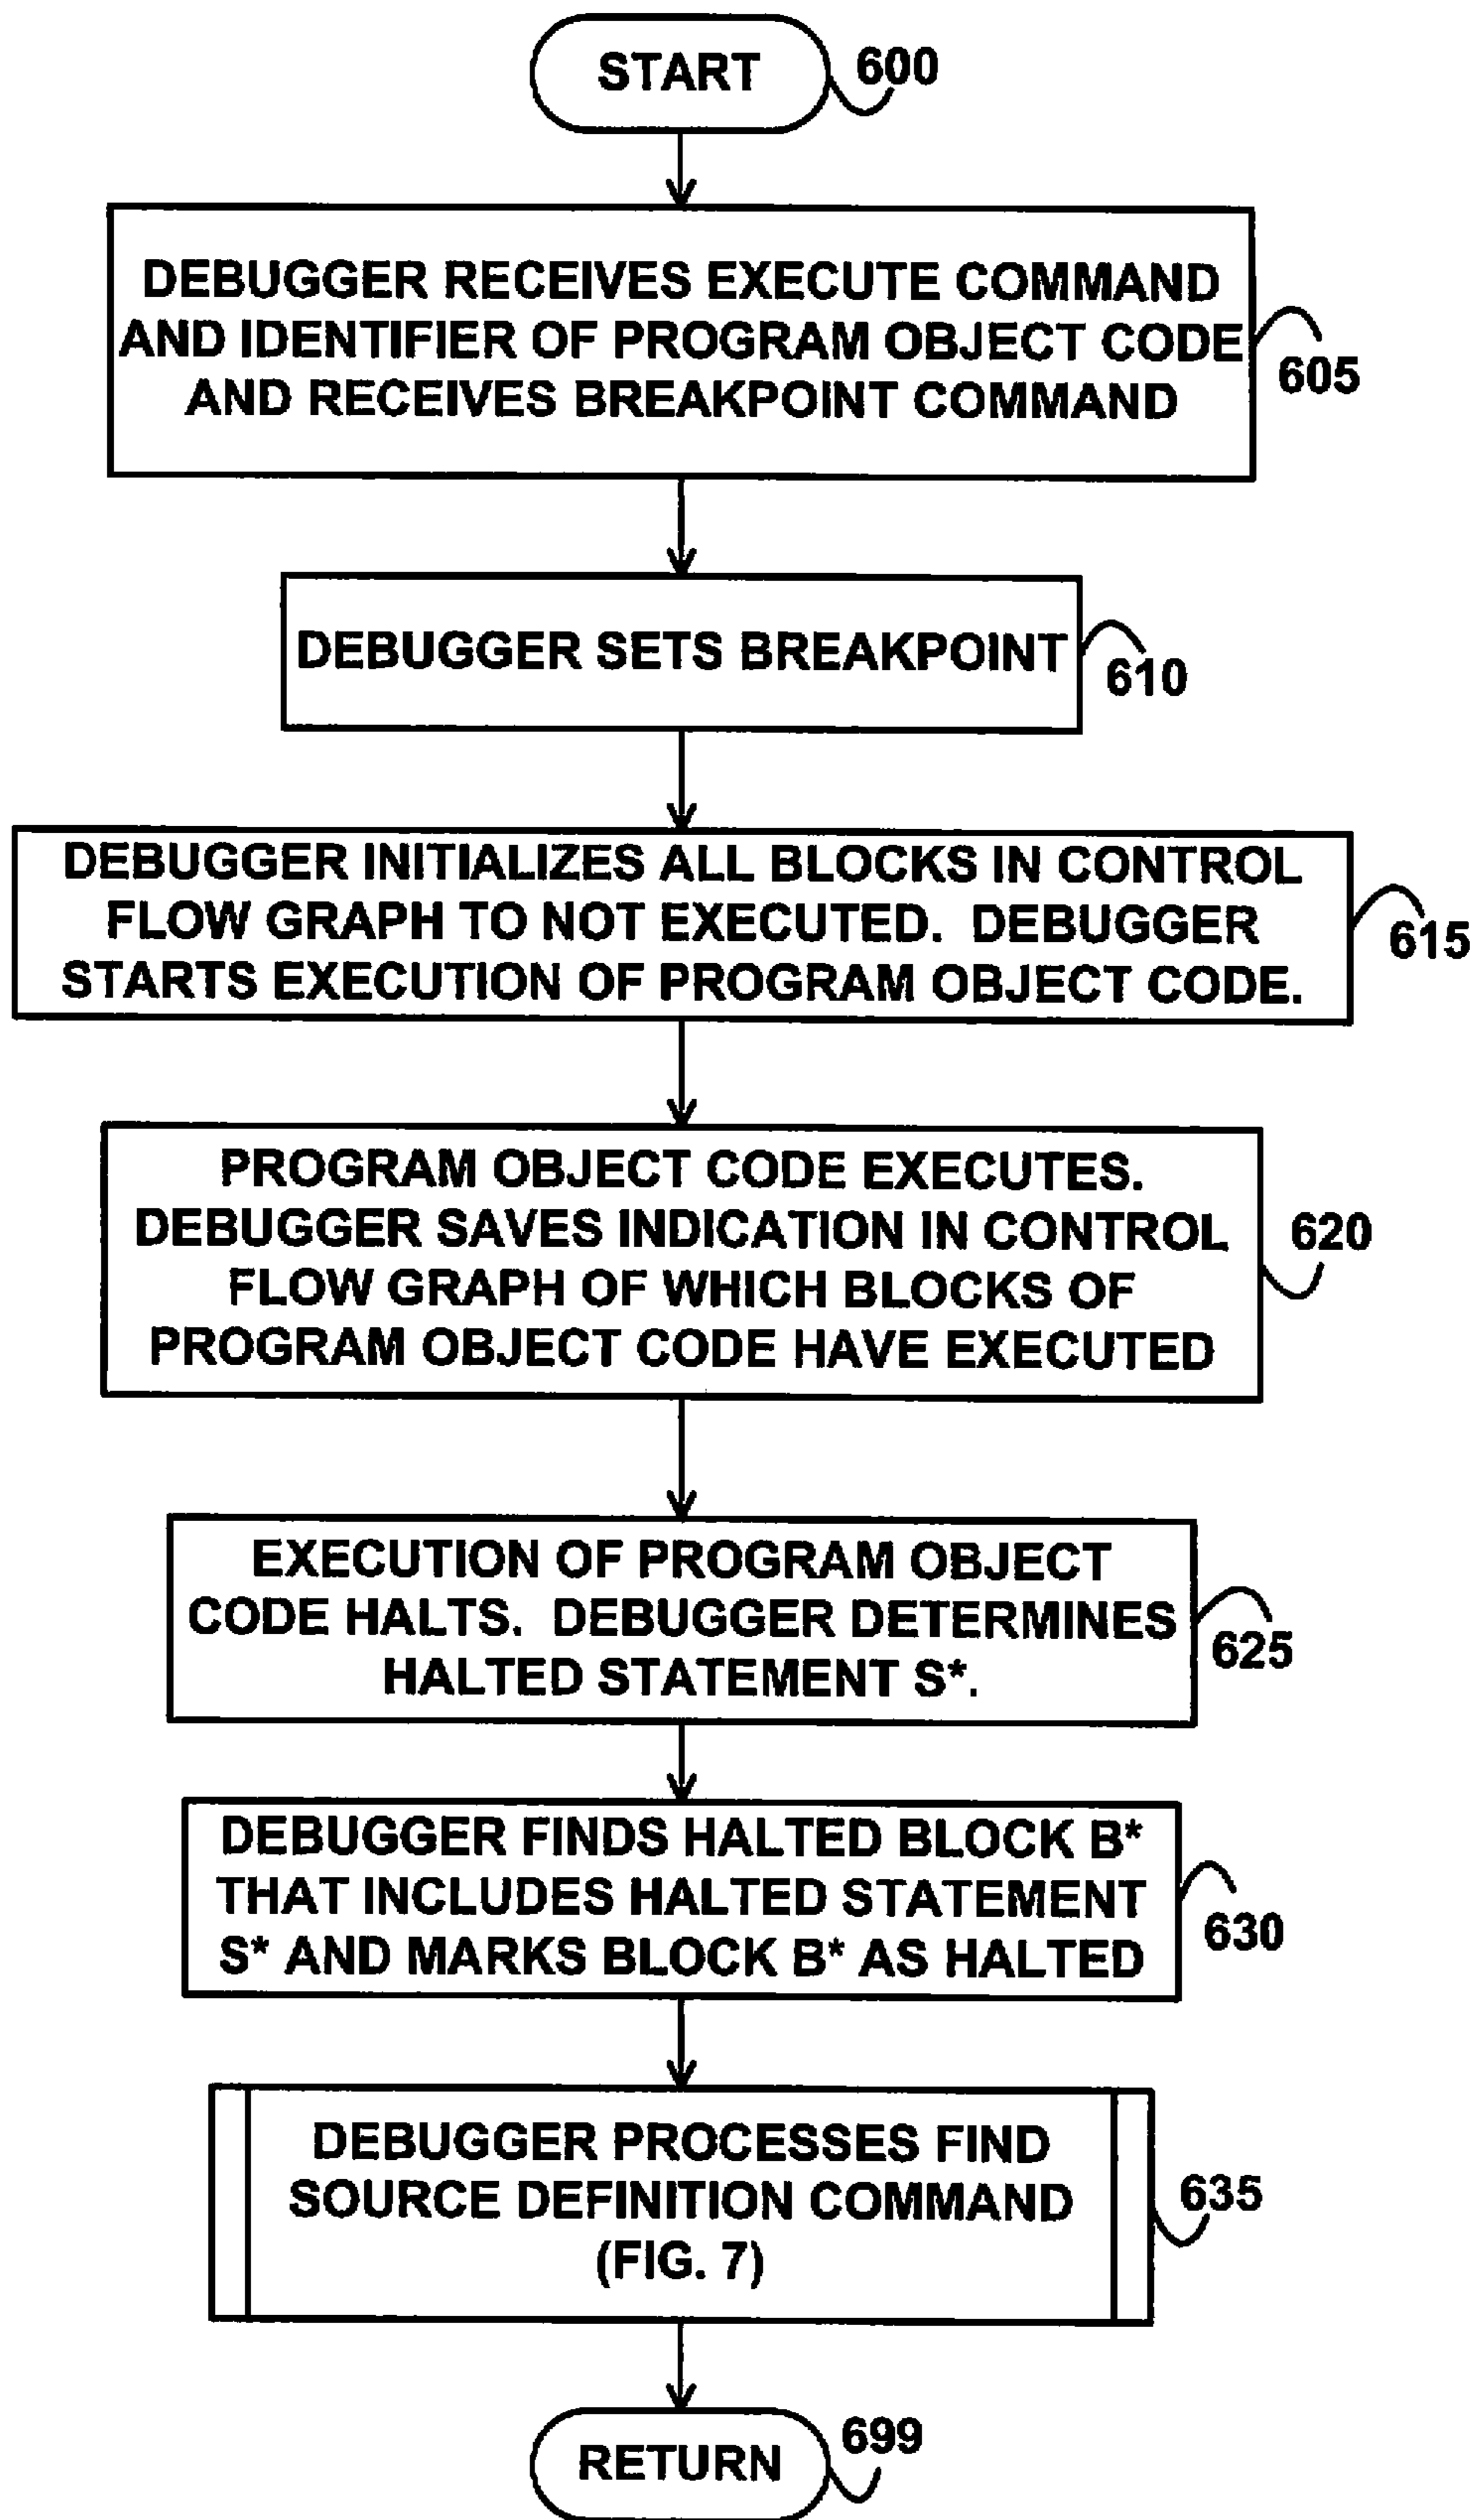 START
600
DEBUGGER RECEIVES EXECUTE COMMAND
AND IDENTIFIER OF PROGRAM OBJECT CODE
AND RECEIVES BREAKPOINT COMMAND
605
DEBUGGER SETS BREAKPOINT
610
DEBUGGER INITIALIZES ALL BLOCKS IN CONTROL
FLOW GRAPH TO NOT EXECUTED. DEBUGGER
STARTS EXECUTION OF PROGRAM OBJECT CODE.
615
PROGRAM OBJECT CODE EXECUTES.
DEBUGGER SAVES INDICATION IN CONTROL
FLOW GRAPH OF WHICH BLOCKS OF
PROGRAM OBJECT CODE HAVE EXECUTED
620
EXECUTION OF PROGRAM OBJECT
CODE HALTS. DEBUGGER DETERMINES
HALTED STATEMENT S*.
625
DEBUGGER FINDS HALTED BLOCK B*
THAT INCLUDES HALTED STATEMENT
S* AND MARKS BLOCK B* AS HALTED
630
DEBUGGER PROCESSES FIND
SOURCE DEFINITION COMMAND
(FIG. 7)
635
RETURN
699